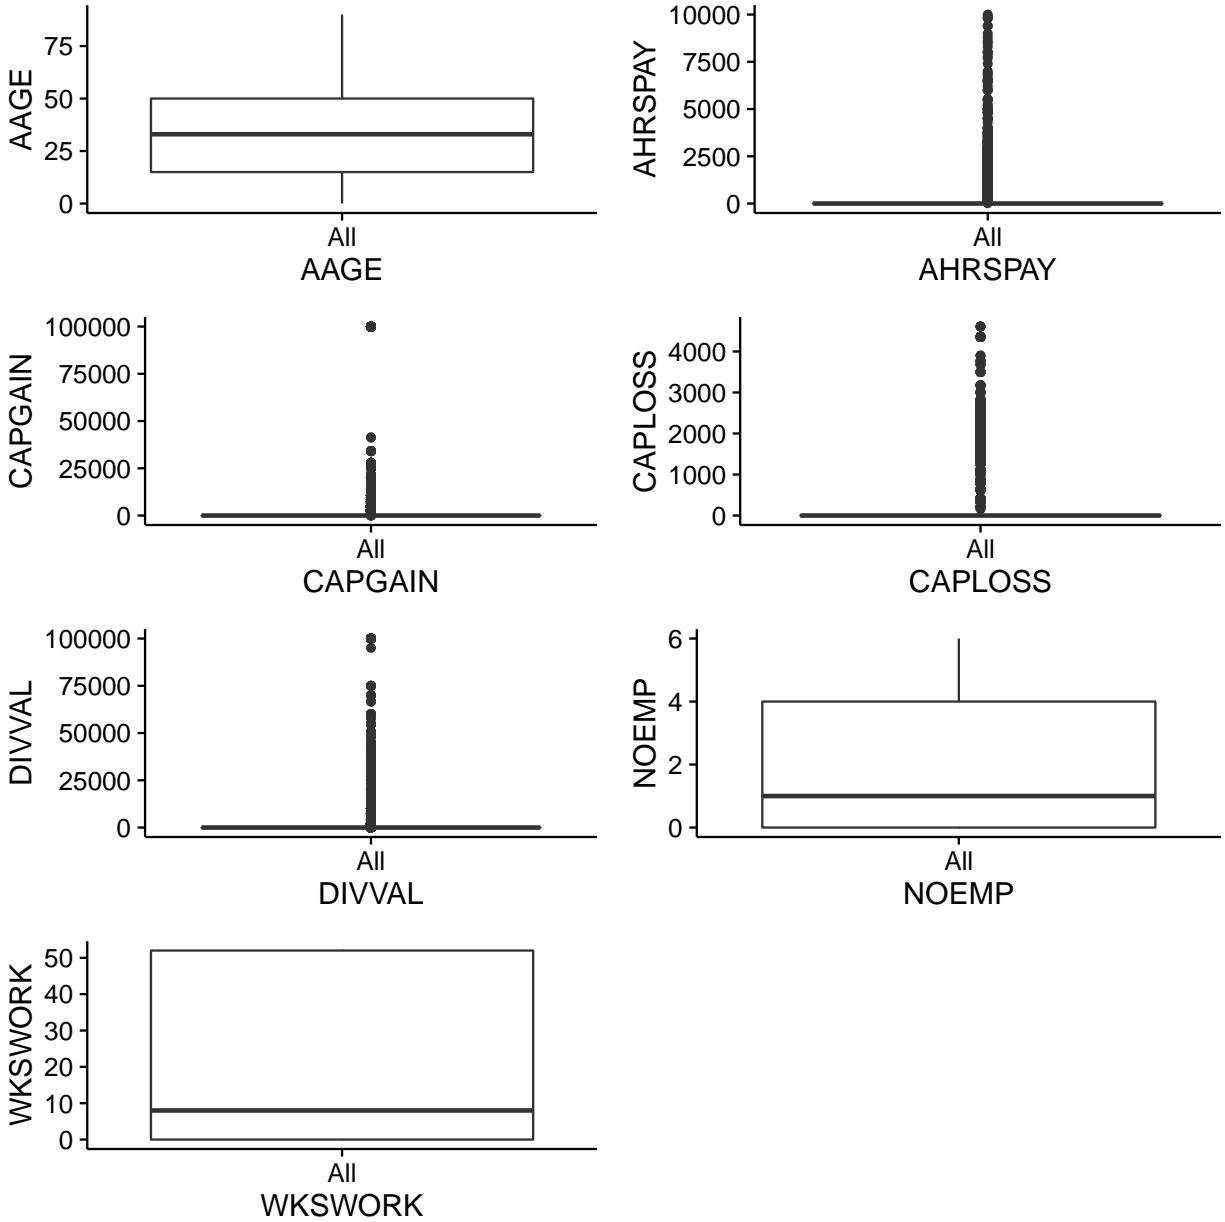 AAGE
75
50
25
0
All
AAGE
AHRSPAY
10000
7500
5000
2500
0
All
AHRSPAY
CAPGAIN
100000
75000
50000
25000
0
All
CAPGAIN
CAPLOSS
4000
3000
2000
1000
0
All
CAPLOSS
DIVVAL
100000
75000
50000
25000
0
All
DIVVAL
NOEMP
6
4
2
0
All
NOEMP
WKSWORK
50
40
30
20
10
0
All
WKSWORK